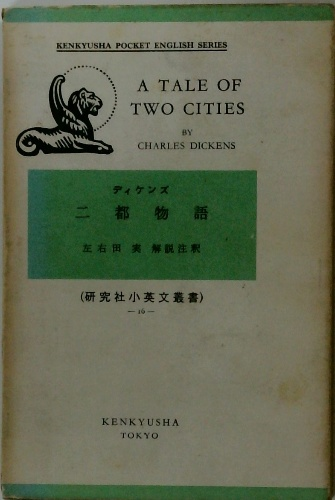 KENKYUSHA POCKET ENGLISH SERIES
A TALE OF
TWO CITIES
BY
CHARLES DICKENS
ディケンズ
二都物語
左右田 実 解説注釈
(研究社小英文叢書)
— 16 —
KENKYUSHA
TOKYO